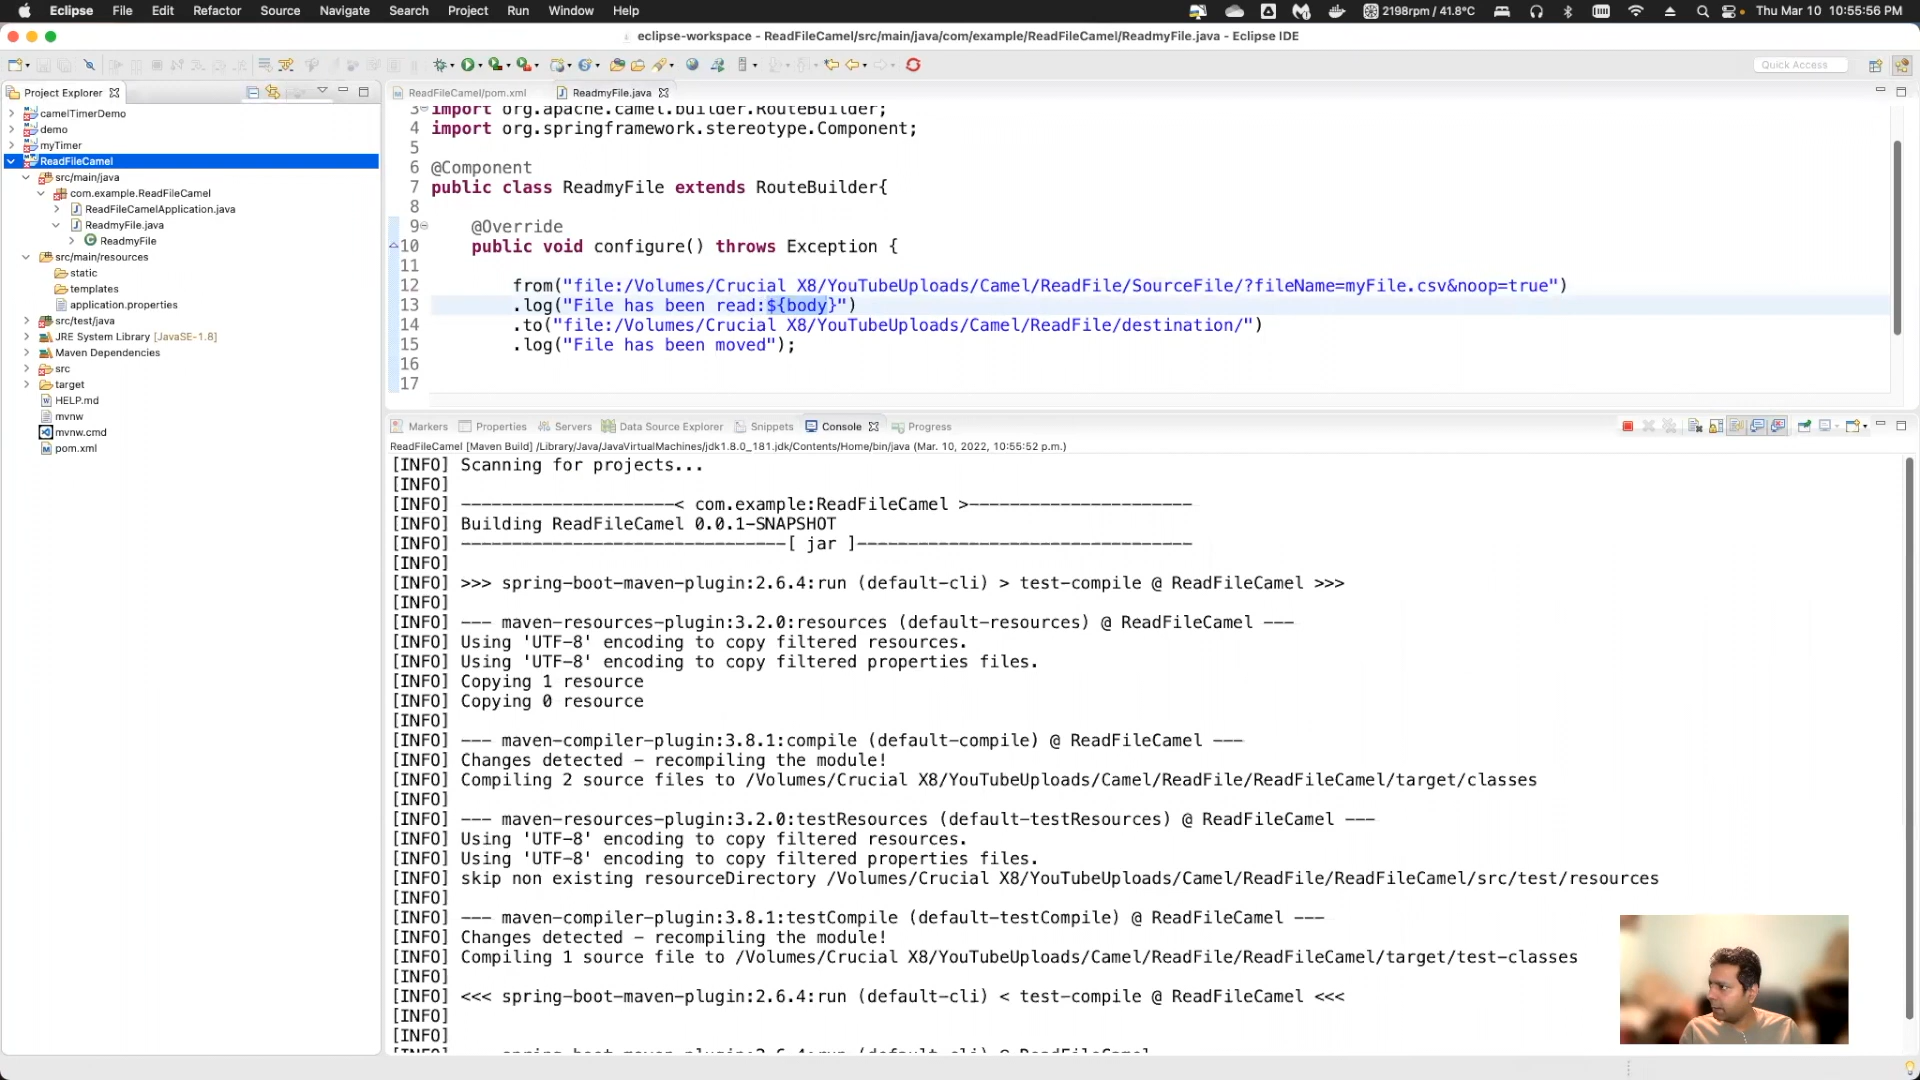 Eclipse File Edit Refactor Source Navigate Search Project Run Window Help 2198rpm / 41.8°C Thu Mar 10 10:55:56 PM
eclipse-workspace - ReadFileCamel/src/main/java/com/example/ReadFileCamel/ReadmyFile.java - Eclipse IDE
Quick Access
Project Explorer
camelTimerDemo
demo
myTimer
ReadFileCamel
src/main/java
com.example.ReadFileCamel
ReadFileCamelApplication.java
ReadmyFile.java
ReadmyFile
src/main/resources
static
templates
application.properties
src/test/java
JRE System Library [JavaSE-1.8]
Maven Dependencies
src
target
HELP.md
mvnw
mvnw.cmd
pom.xml
ReadFileCamel/pom.xml ReadmyFile.java
3 import org.apache.camel.builder.RouteBuilder;
4 import org.springframework.stereotype.Component;
5
6 @Component
7 public class ReadmyFile extends RouteBuilder{
8
9 @Override
10 public void configure() throws Exception {
11
12 from("file:/Volumes/Crucial X8/YouTubeUploads/Camel/ReadFile/SourceFile/?fileName=myFile.csv&noop=true")
13 .log("File has been read:${body}")
14 .to("file:/Volumes/Crucial X8/YouTubeUploads/Camel/ReadFile/destination/")
15 .log("File has been moved");
16
17
Markers Properties Servers Data Source Explorer Snippets Console Progress
ReadFileCamel [Maven Build] /Library/Java/JavaVirtualMachines/jdk1.8.0_181.jdk/Contents/Home/bin/java (Mar. 10, 2022, 10:55:52 p.m.)
[INFO] Scanning for projects...
[INFO]
[INFO] ---------------------< com.example:ReadFileCamel >----------------------
[INFO] Building ReadFileCamel 0.0.1-SNAPSHOT
[INFO] --------------------------------[ jar ]---------------------------------
[INFO]
[INFO] >>> spring-boot-maven-plugin:2.6.4:run (default-cli) > test-compile @ ReadFileCamel >>>
[INFO]
[INFO] --- maven-resources-plugin:3.2.0:resources (default-resources) @ ReadFileCamel ---
[INFO] Using 'UTF-8' encoding to copy filtered resources.
[INFO] Using 'UTF-8' encoding to copy filtered properties files.
[INFO] Copying 1 resource
[INFO] Copying 0 resource
[INFO]
[INFO] --- maven-compiler-plugin:3.8.1:compile (default-compile) @ ReadFileCamel ---
[INFO] Changes detected - recompiling the module!
[INFO] Compiling 2 source files to /Volumes/Crucial X8/YouTubeUploads/Camel/ReadFile/ReadFileCamel/target/classes
[INFO]
[INFO] --- maven-resources-plugin:3.2.0:testResources (default-testResources) @ ReadFileCamel ---
[INFO] Using 'UTF-8' encoding to copy filtered resources.
[INFO] Using 'UTF-8' encoding to copy filtered properties files.
[INFO] skip non existing resourceDirectory /Volumes/Crucial X8/YouTubeUploads/Camel/ReadFile/ReadFileCamel/src/test/resources
[INFO]
[INFO] --- maven-compiler-plugin:3.8.1:testCompile (default-testCompile) @ ReadFileCamel ---
[INFO] Changes detected - recompiling the module!
[INFO] Compiling 1 source file to /Volumes/Crucial X8/YouTubeUploads/Camel/ReadFile/ReadFileCamel/target/test-classes
[INFO]
[INFO] <<< spring-boot-maven-plugin:2.6.4:run (default-cli) < test-compile @ ReadFileCamel <<<
[INFO]
[INFO]
[INFO] --- spring-boot-maven-plugin:2.6.4:run (default-cli) @ ReadFileCamel